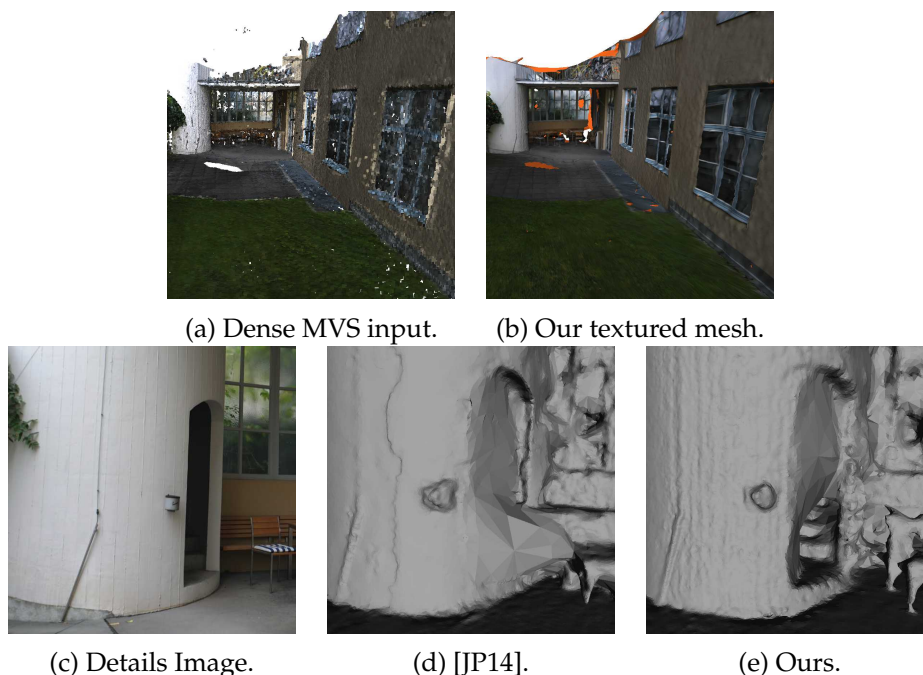 (a) Dense MVS input.
(b) Our textured mesh.
(c) Details Image.
(d) [JP14].
(e) Ours.